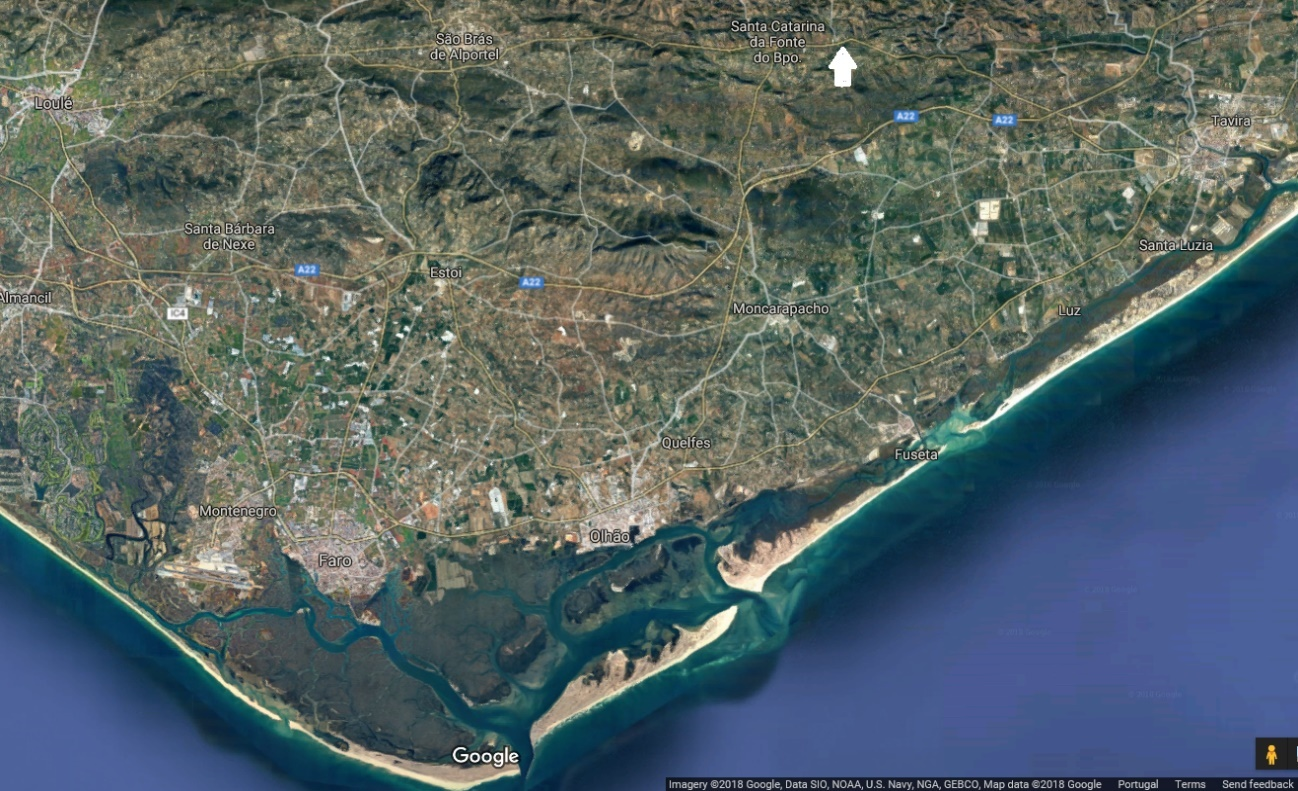 Santa Catarina
da Fonte
do Bpo.
São Brás
de Alportel
Loulé
A22
A22
Tavira
Santa Bárbara
de Nexe
Santa Luzia
A22
Estoi
A22
Almancil
IC4
Moncarapacho
Luz
Quelfes
Fuseta
Montenegro
Olhão
Faro
Google
Imagery ©2018 Google, Data SIO, NOAA, U.S. Navy, NGA, GEBCO, Map data ©2018 Google Portugal Terms Send feedback